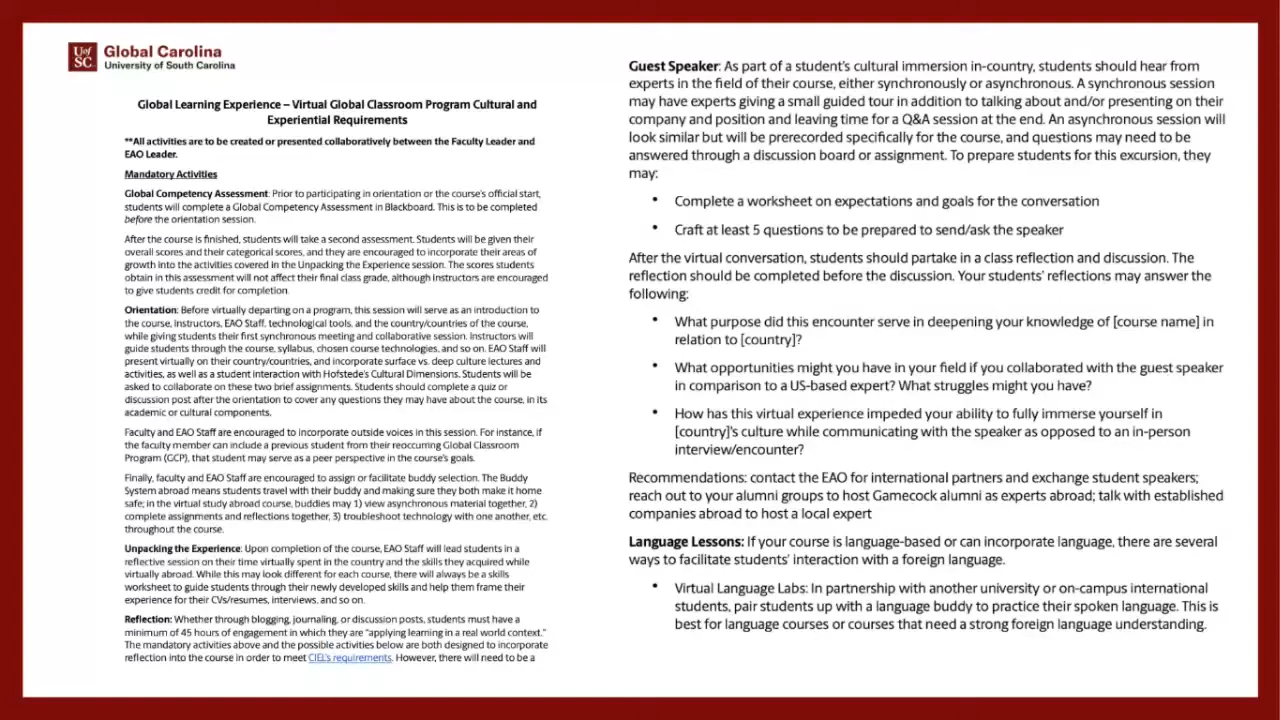 UofSC
Global Carolina
University of South Carolina
Global Learning Experience – Virtual Global Classroom Program Cultural and
Experiential Requirements
**All activities are to be created or presented collaboratively between the Faculty Leader and
EAO Leader.
Mandatory Activities
Global Competency Assessment: Prior to participating in orientation or the course's official start,
students will complete a Global Competency Assessment in Blackboard. This is to be completed
before the orientation session.
After the course is finished, students will take a second assessment. Students will be given their
overall scores and their categorical scores, and they are encouraged to incorporate their areas of
growth into the activities covered in the Unpacking the Experience session. The scores students
obtain in this assessment will not affect their final class grade, although instructors are encouraged
to give students credit for completion.
Orientation: Before virtually departing on a program, this session will serve as an introduction to
the course, instructors, EAO Staff, technological tools, and the country/countries of the course,
while giving students their first synchronous meeting and collaborative session. Instructors will
guide students through the course, syllabus, chosen course technologies, and so on. EAO Staff will
present virtually on their country/countries, and incorporate surface vs. deep culture lectures and
activities, as well as a student interaction with Hofstede's Cultural Dimensions. Students will be
asked to collaborate on these two brief assignments. Students should complete a quiz or
discussion post after the orientation to cover any questions they may have about the course, in its
academic or cultural components.
Faculty and EAO Staff are encouraged to incorporate outside voices in this session. For instance, if
the faculty member can include a previous student from their reoccurring Global Classroom
Program (GCP), that student may serve as a peer perspective in the course's goals.
Finally, faculty and EAO Staff are encouraged to assign or facilitate buddy selection. The Buddy
System abroad means students travel with their buddy and making sure they both make it home
safe; in the virtual study abroad course, buddies may 1) view asynchronous material together, 2)
complete assignments and reflections together, 3) troubleshoot technology with one another, etc.
throughout the course.
Unpacking the Experience: Upon completion of the course, EAO Staff will lead students in a
reflective session on their time virtually spent in the country and the skills they acquired while
virtually abroad. While this may look different for each course, there will always be a skills
worksheet to guide students through their newly developed skills and help them frame their
experience for their CVs/resumes, interviews, and so on.
Reflection: Whether through blogging, journaling, or discussion posts, students must have a
minimum of 45 hours of engagement in which they are "applying learning in a real world context."
The mandatory activities above and the possible activities below are both designed to incorporate
reflection into the course in order to meet CIEL's requirements. However, there will need to be a
Guest Speaker: As part of a student's cultural immersion in-country, students should hear from
experts in the field of their course, either synchronously or asynchronous. A synchronous session
may have experts giving a small guided tour in addition to talking about and/or presenting on their
company and position and leaving time for a Q&A session at the end. An asynchronous session will
look similar but will be prerecorded specifically for the course, and questions may need to be
answered through a discussion board or assignment. To prepare students for this excursion, they
may:
• Complete a worksheet on expectations and goals for the conversation
• Craft at least 5 questions to be prepared to send/ask the speaker
After the virtual conversation, students should partake in a class reflection and discussion. The
reflection should be completed before the discussion. Your students' reflections may answer the
following:
• What purpose did this encounter serve in deepening your knowledge of [course name] in
relation to [country]?
• What opportunities might you have in your field if you collaborated with the guest speaker
in comparison to a US-based expert? What struggles might you have?
• How has this virtual experience impeded your ability to fully immerse yourself in
[country]'s culture while communicating with the speaker as opposed to an in-person
interview/encounter?
Recommendations: contact the EAO for international partners and exchange student speakers;
reach out to your alumni groups to host Gamecock alumni as experts abroad; talk with established
companies abroad to host a local expert
Language Lessons: If your course is language-based or can incorporate language, there are several
ways to facilitate students' interaction with a foreign language.
• Virtual Language Labs: In partnership with another university or on-campus international
students, pair students up with a language buddy to practice their spoken language. This is
best for language courses or courses that need a strong foreign language understanding.